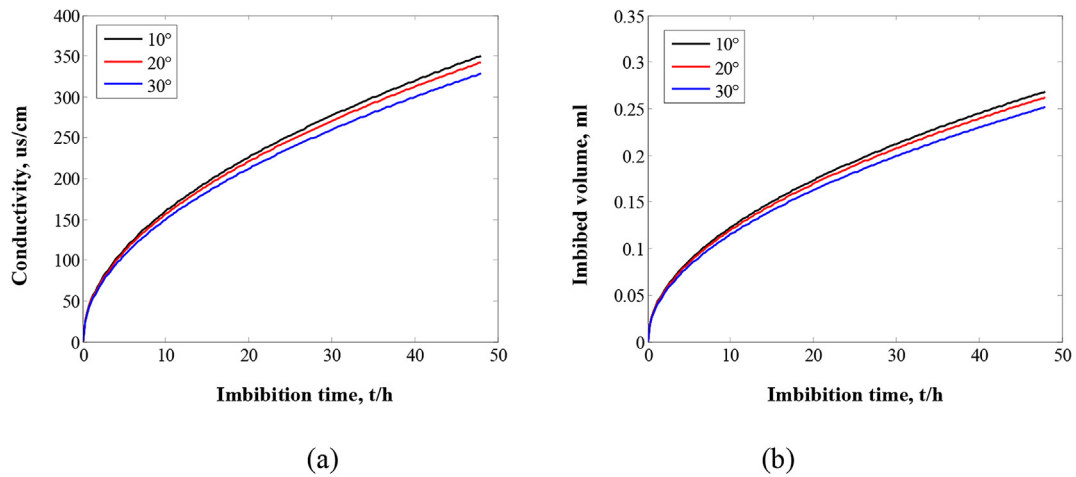 400
350
300
250
200
150
100
50
0
10°
20°
30°
Conductivity, us/cm
0 10 20 30 40 50
Imbibition time, t/h
(a)
0.35
0.3
0.25
0.2
0.15
0.1
0.05
0
10°
20°
30°
Imbibed volume, ml
0 10 20 30 40 50
Imbibition time, t/h
(b)